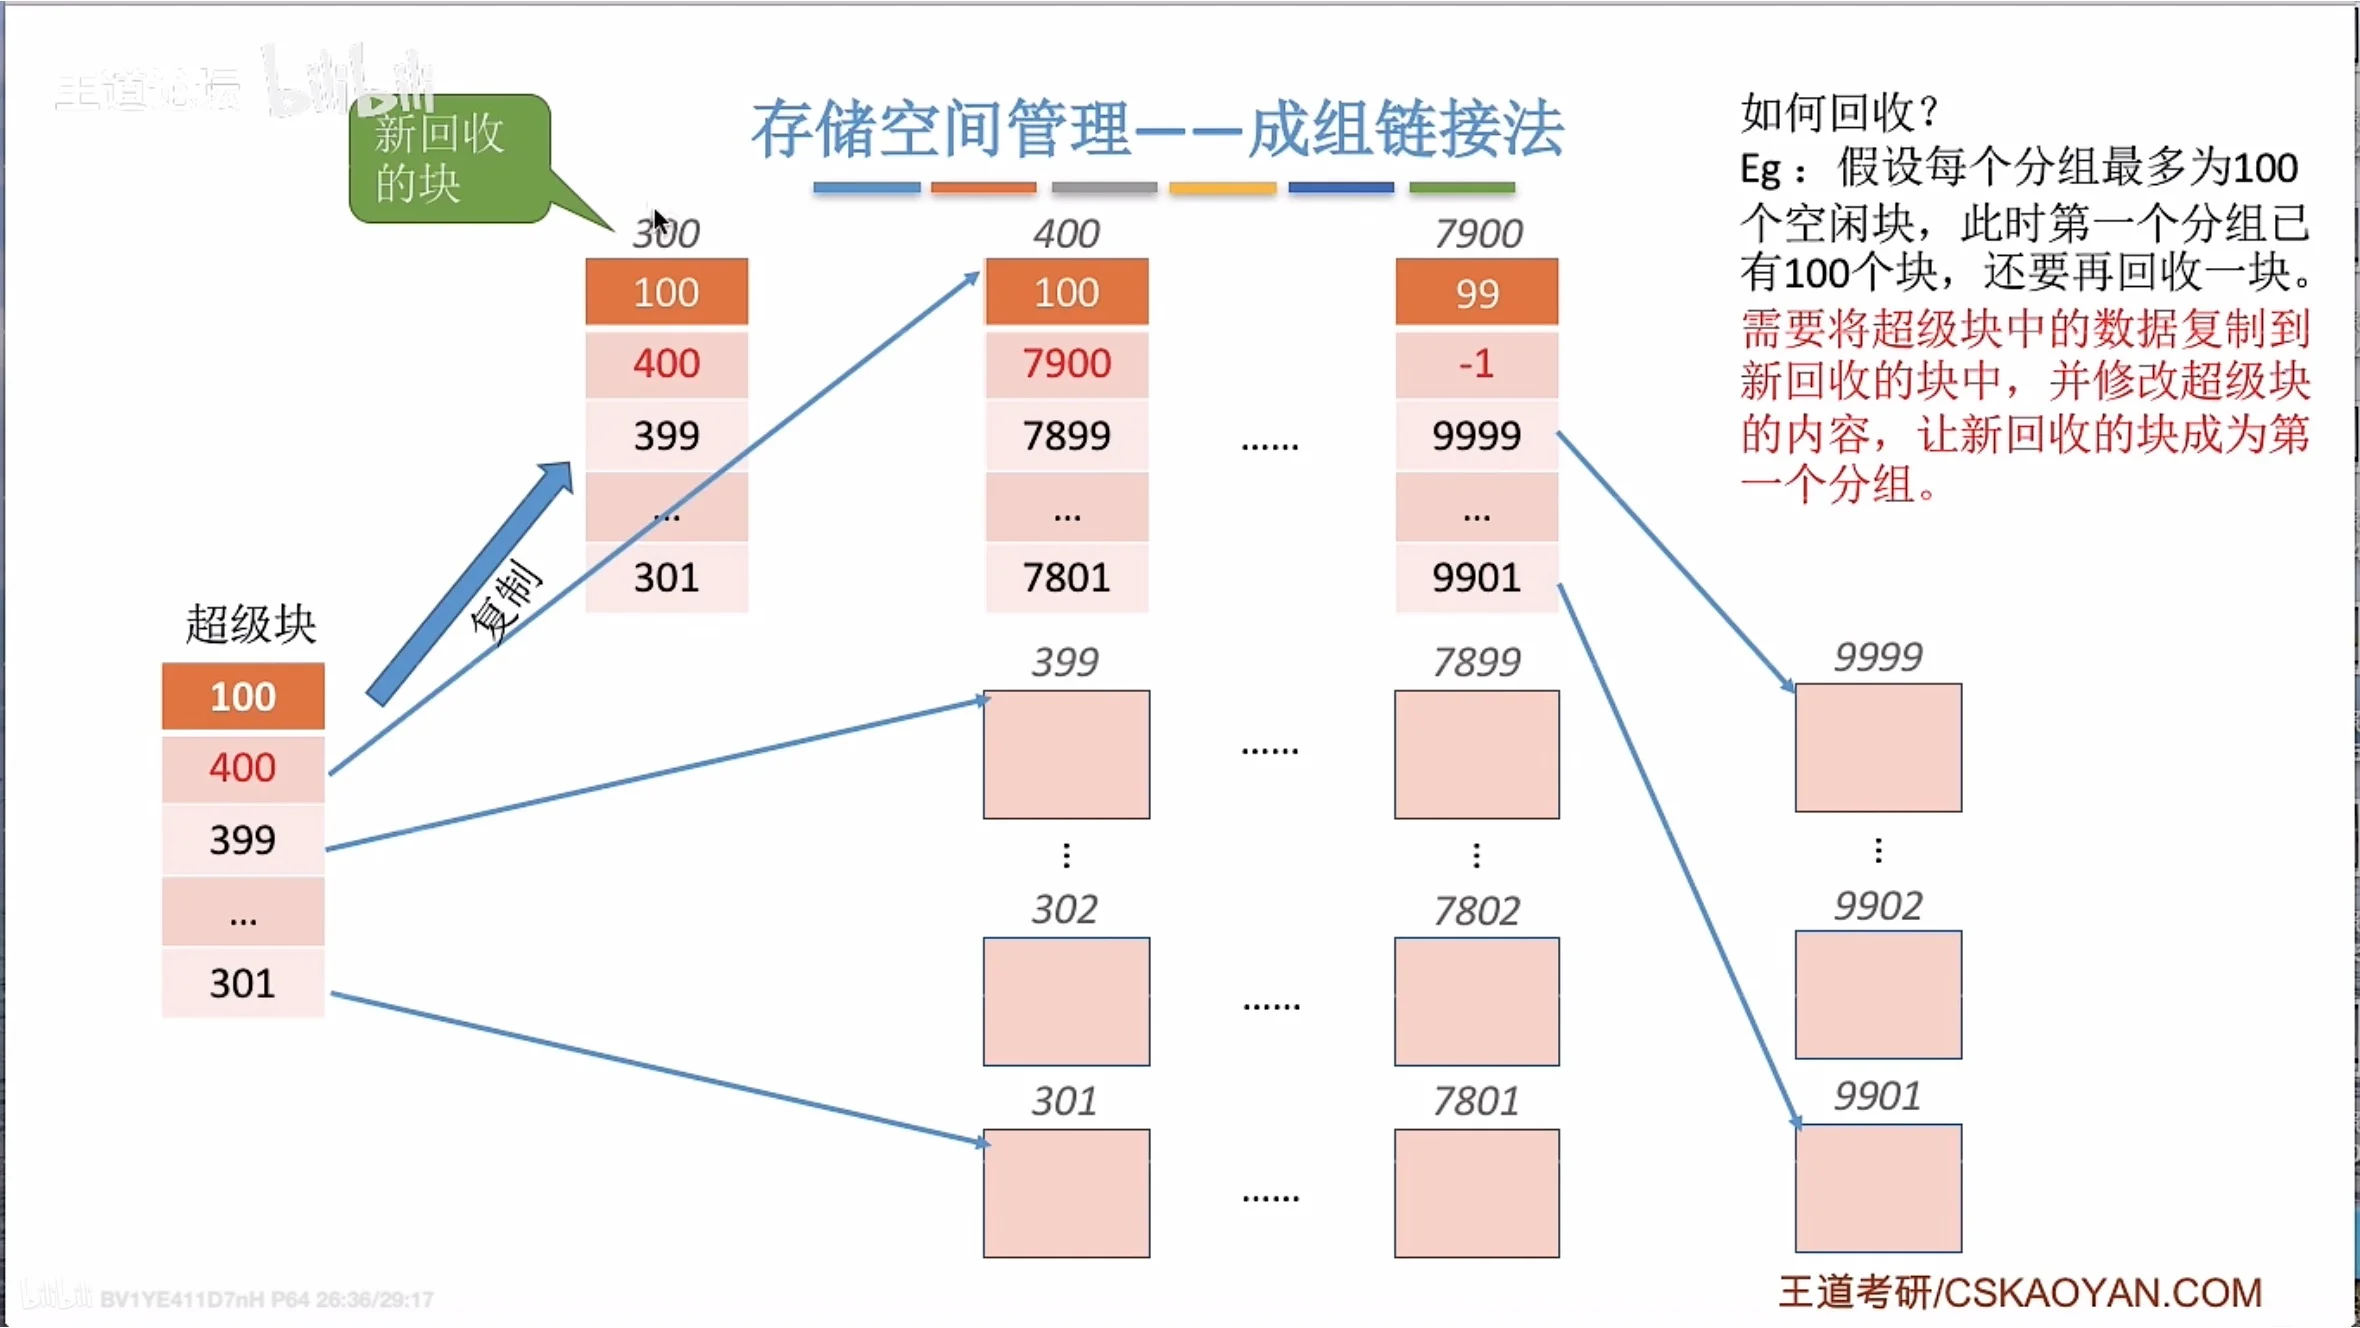 王道论坛 bilibili
新回收
的块
存储空间管理——成组链接法
如何回收？
Eg：假设每个分组最多为100
个空闲块，此时第一个分组已
有100个块，还要再回收一块。
需要将超级块中的数据复制到
新回收的块中，并修改超级块
的内容，让新回收的块成为第
一个分组。
300
100
400
399
...
301
400
100
7900
7899
...
7801
......
7900
99
-1
9999
...
9901
复制
超级块
100
400
399
...
301
399
7899
9999
......
302
7802
9902
......
301
7801
9901
......
bilibili BV1YE411D7nH P64 26:36/29:17
王道考研/CSKAOYAN.COM